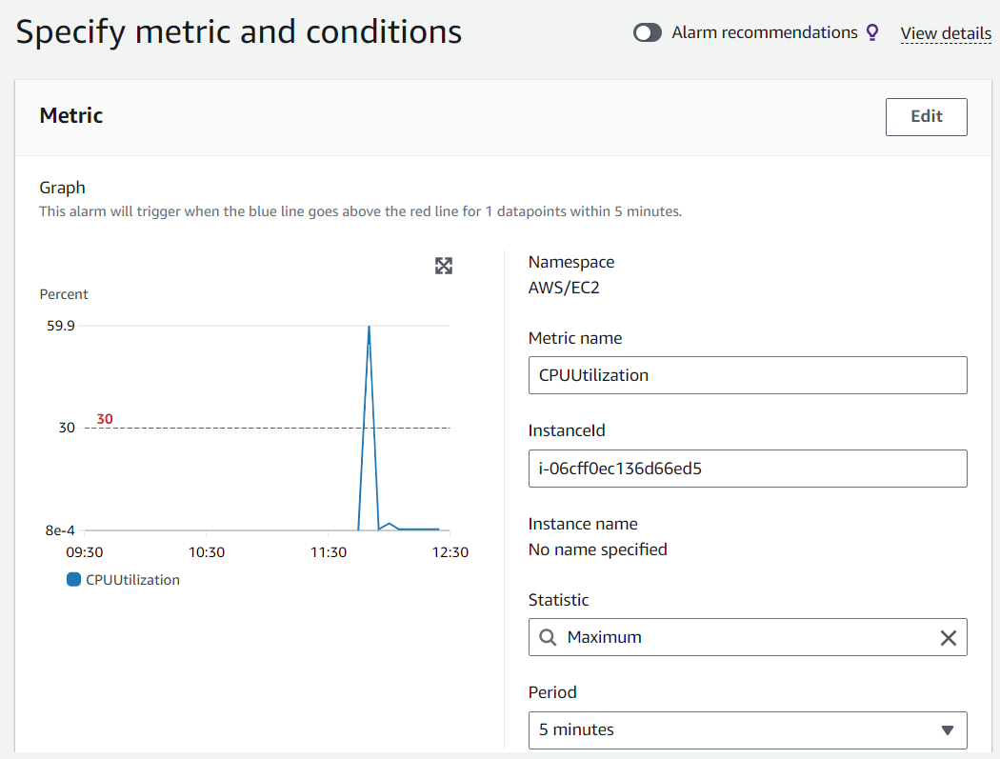 Specify metric and conditions
Alarm recommendations
View details
Metric
Edit
Graph
This alarm will trigger when the blue line goes above the red line for 1 datapoints within 5 minutes.
Percent
59.9
30
30
8e-4
09:30
10:30
11:30
12:30
CPUUtilization
Namespace
AWS/EC2
Metric name
CPUUtilization
InstanceId
i-06cff0ec136d66ed5
Instance name
No name specified
Statistic
Maximum
Period
5 minutes